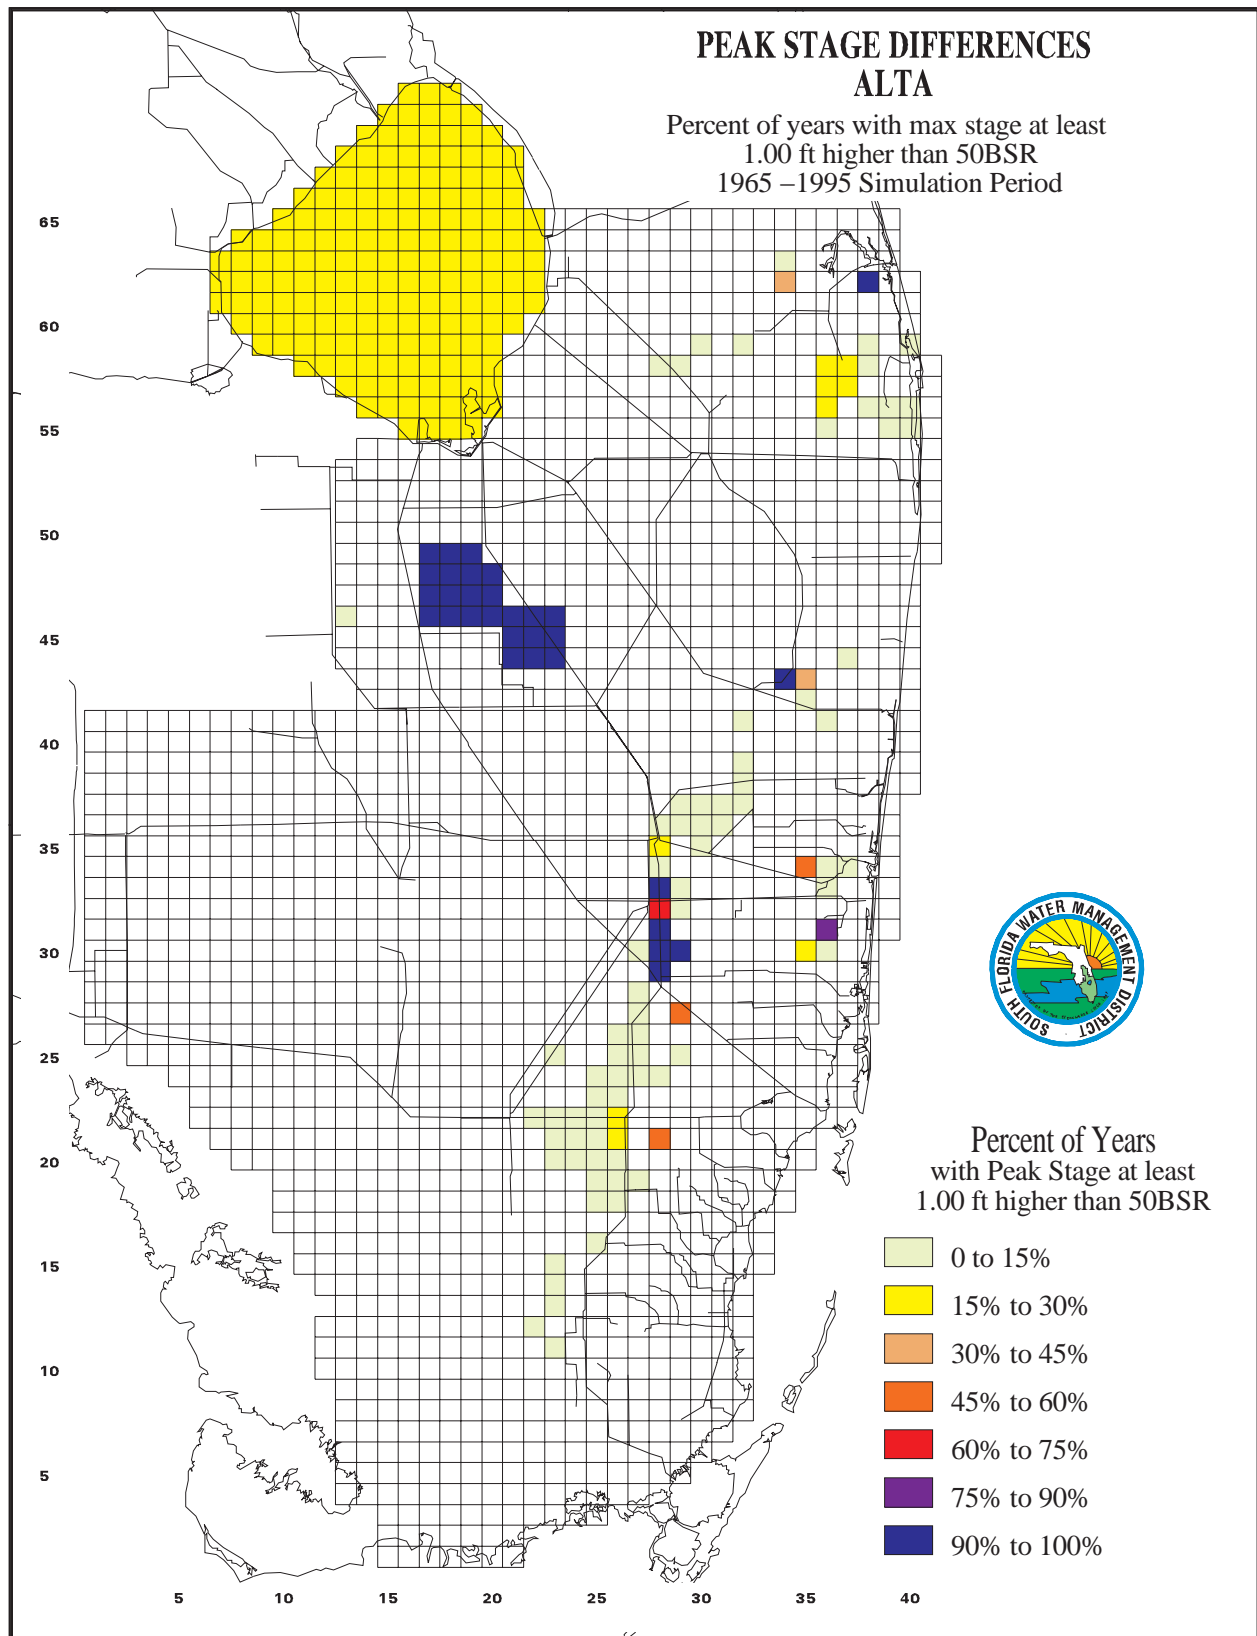 PEAK STAGE DIFFERENCES
ALTA
Percent of years with max stage at least
1.00 ft higher than 50BSR
1965 –1995 Simulation Period
65
60
55
50
45
40
35
30
25
20
15
10
5
SOUTH FLORIDA WATER MANAGEMENT DISTRICT
Percent of Years
with Peak Stage at least
1.00 ft higher than 50BSR
0 to 15%
15% to 30%
30% to 45%
45% to 60%
60% to 75%
75% to 90%
90% to 100%
5 10 15 20 25 30 35 40